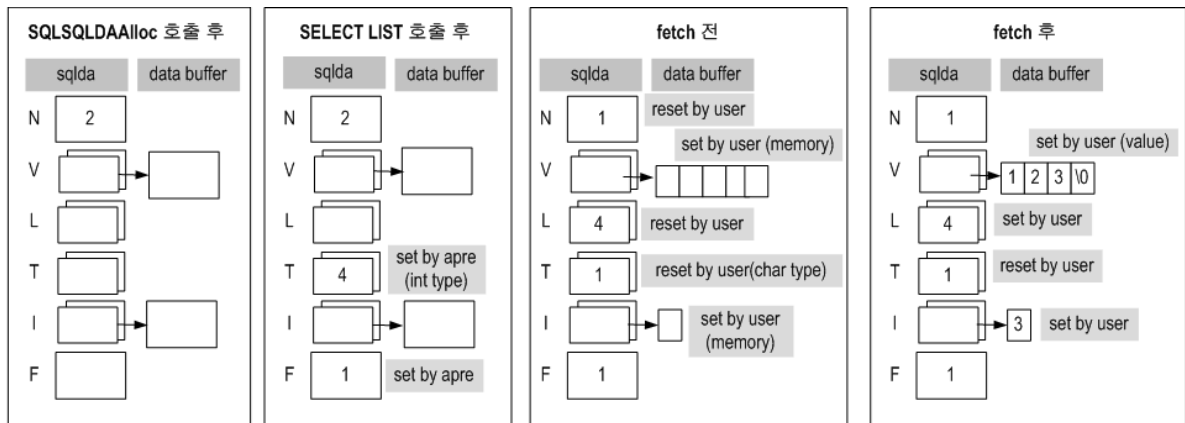 SQLSQLDAAlloc 호출 후
sqlda
data buffer
N
2
V
L
T
I
F
SELECT LIST 호출 후
sqlda
data buffer
N
2
V
L
T
4
set by apre
(int type)
I
F
1
set by apre
fetch 전
sqlda
data buffer
N
1
reset by user
set by user (memory)
V
L
4
reset by user
T
1
reset by user(char type)
I
set by user
(memory)
F
1
fetch 후
sqlda
data buffer
N
1
set by user (value)
V
1 2 3 \0
L
4
set by user
T
1
reset by user
I
3
set by user
F
1